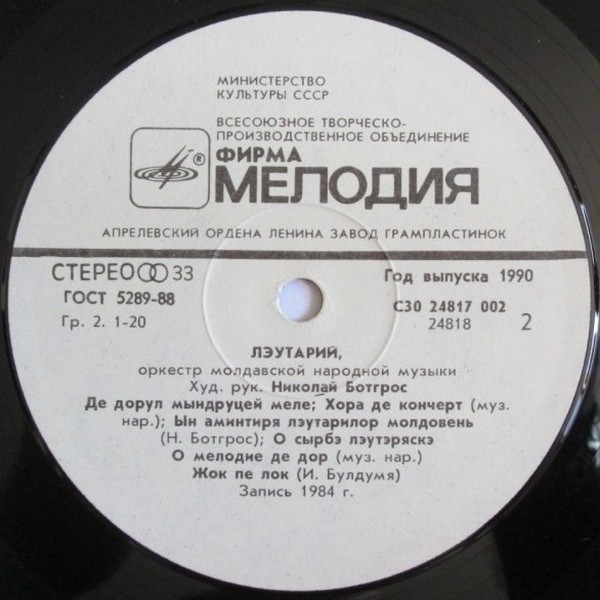 МИНИСТЕРСТВО
КУЛЬТУРЫ СССР
ВСЕСОЮЗНОЕ ТВОРЧЕСКО-
ПРОИЗВОДСТВЕННОЕ ОБЪЕДИНЕНИЕ
® ФИРМА
МЕЛОДИЯ
АПРЕЛЕВСКИЙ ОРДЕНА ЛЕНИНА ЗАВОД ГРАМПЛАСТИНОК
СТЕРЕО 33
Год выпуска 1990
ГОСТ 5289-88
С30 24817 002
Гр. 2. 1-20
24818 2
ЛЭУТАРИЙ,
оркестр молдавской народной музыки
Худ. рук. Николай Ботгрос
Де дорул мындруцей меле; Хора де кончерт (муз.
нар.); Ын аминтиря лэутарилор молдовень
(Н. Ботгрос); О сырбэ лэутэряскэ
О мелодие де дор (муз. нар.)
Жок пе лок (И. Булдумя)
Запись 1984 г.